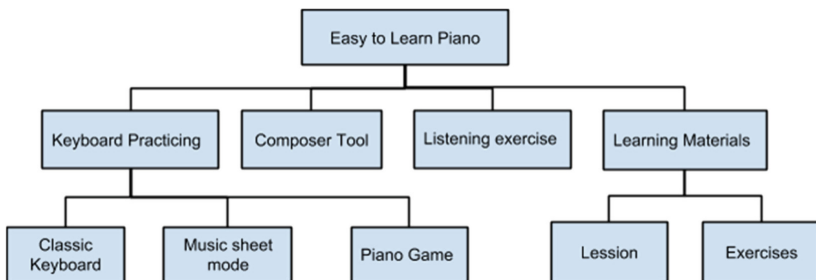 Easy to Learn Piano
Keyboard Practicing
Composer Tool
Listening exercise
Learning Materials
Classic
Keyboard
Music sheet
mode
Piano Game
Lession
Exercises